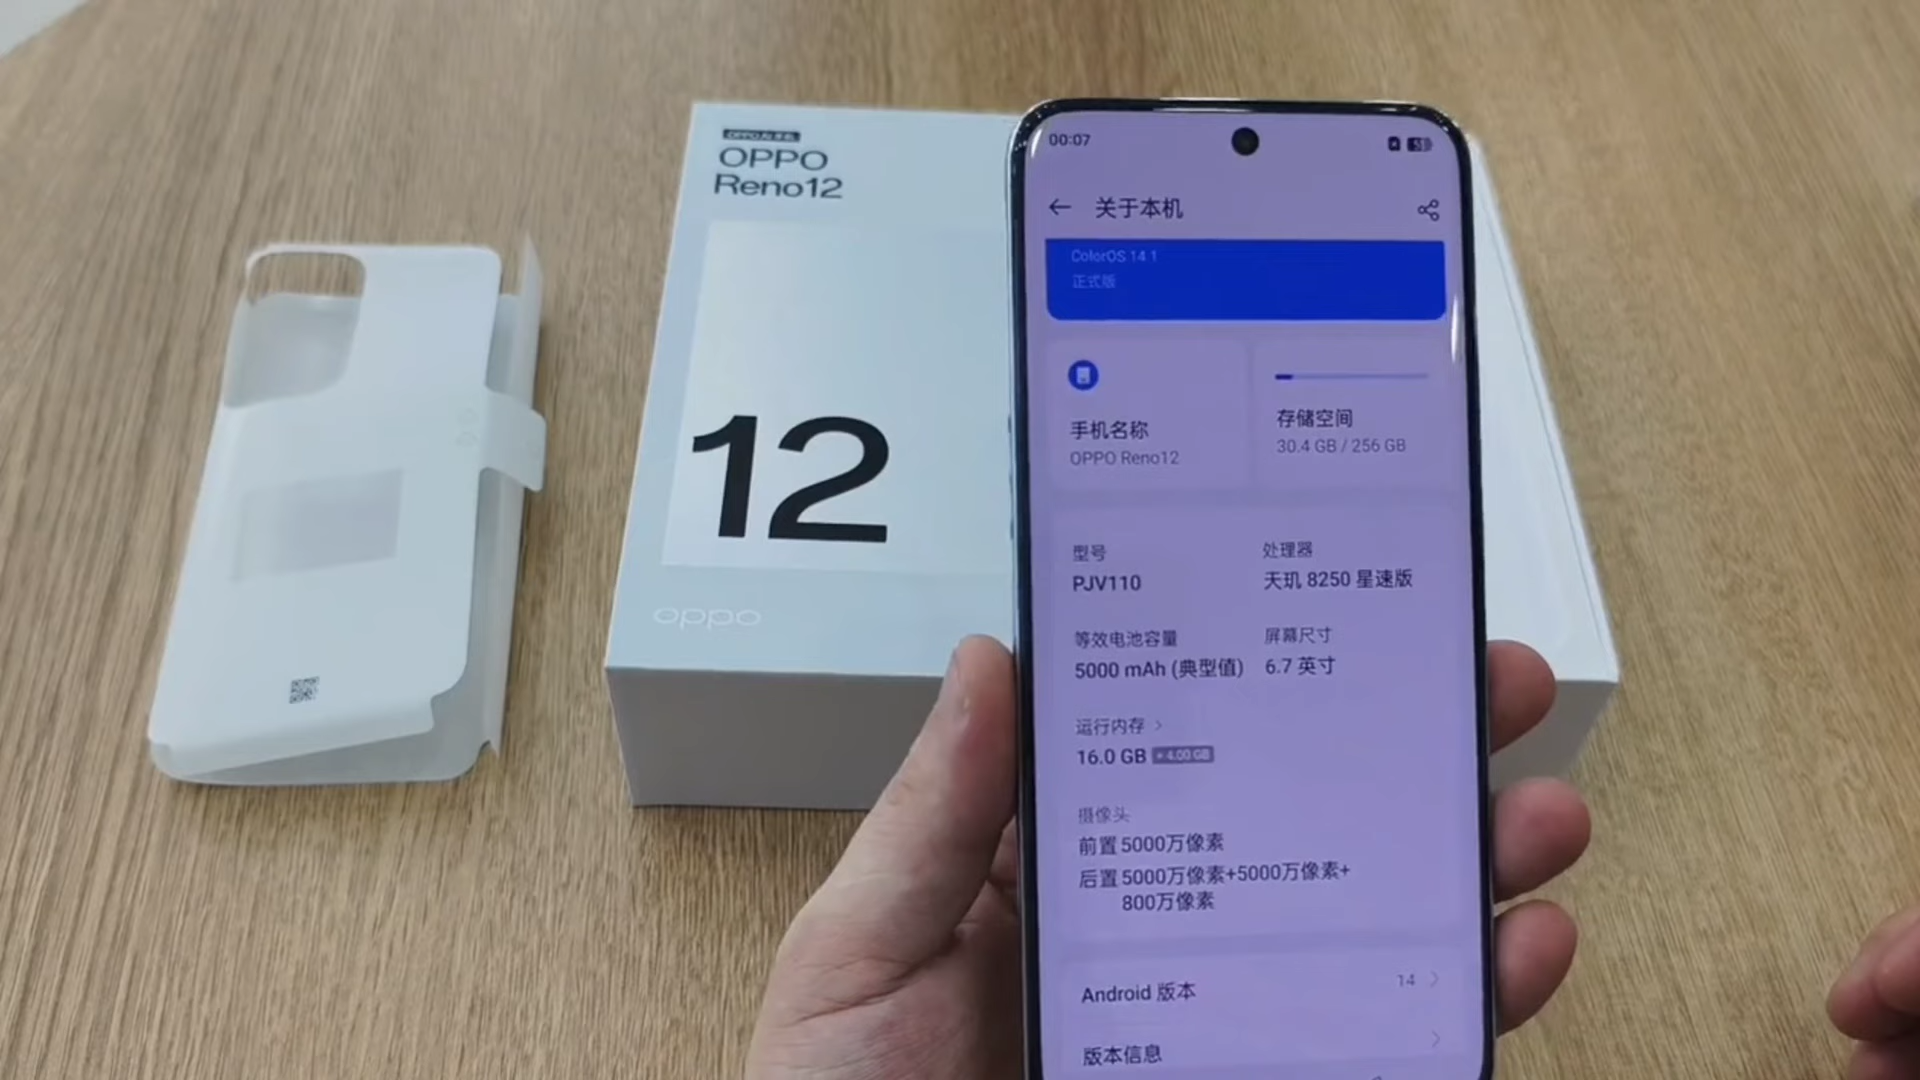 OPPO
Reno12
12
oppo
00:07
关于本机
ColorOS 14.1
正式版
手机名称
OPPO Reno12
存储空间
30.4 GB / 256 GB
型号
PJV110
处理器
天玑 8250 星速版
等效电池容量
5000 mAh (典型值)
屏幕尺寸
6.7 英寸
运行内存
16.0 GB + 4.00 GB
摄像头
前置 5000万像素
后置 5000万像素+5000万像素+
800万像素
Android 版本 14
版本信息